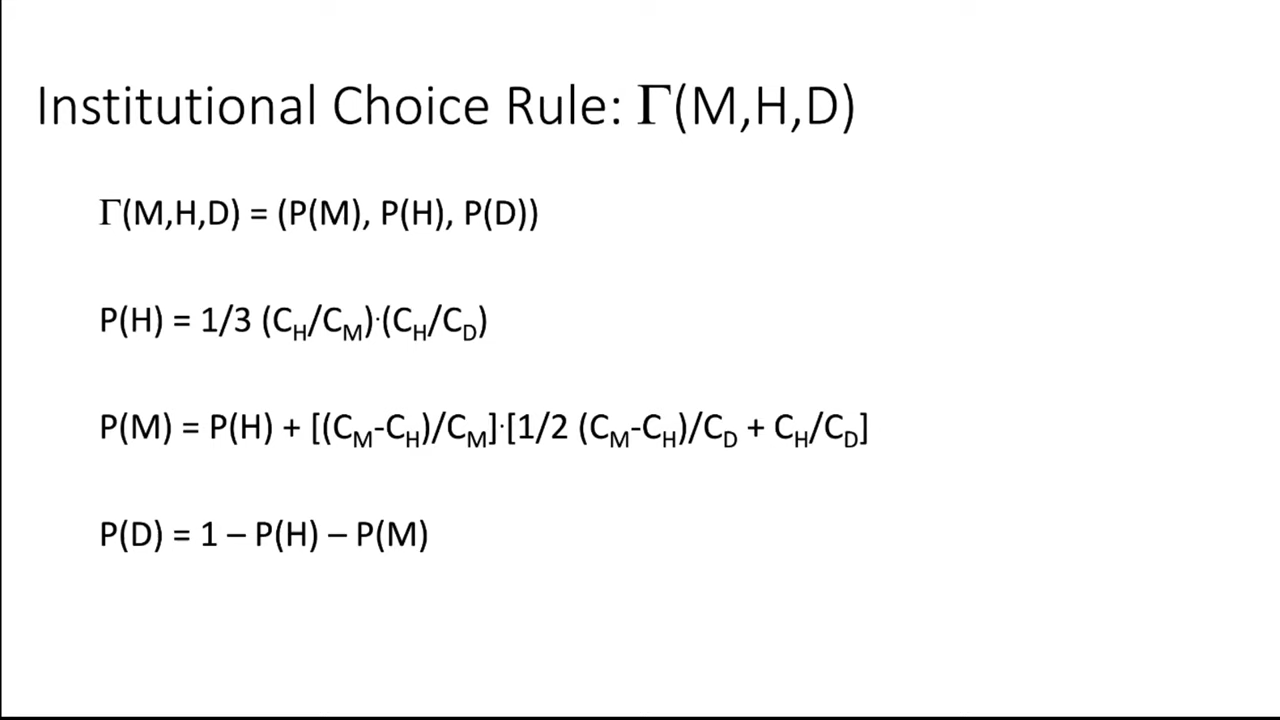 Institutional Choice Rule: Γ(M,H,D)
Γ(M,H,D) = (P(M), P(H), P(D))
P(H) = 1/3 (C_H/C_M)·(C_H/C_D)
P(M) = P(H) + [(C_M-C_H)/C_M]·[1/2 (C_M-C_H)/C_D + C_H/C_D]
P(D) = 1 – P(H) – P(M)